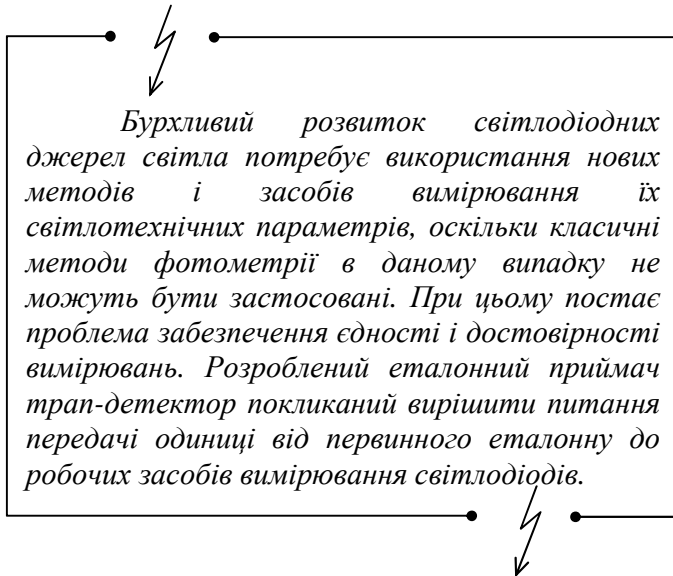 Бурхливий розвиток світлодіодних
джерел світла потребує використання нових
методів і засобів вимірювання їх
світлотехнічних параметрів, оскільки класичні
методи фотометрії в даному випадку не
можуть бути застосовані. При цьому постає
проблема забезпечення єдності і достовірності
вимірювань. Розроблений еталонний приймач
трап-детектор покликаний вирішити питання
передачі одиниці від первинного еталонну до
робочих засобів вимірювання світлодіодів.